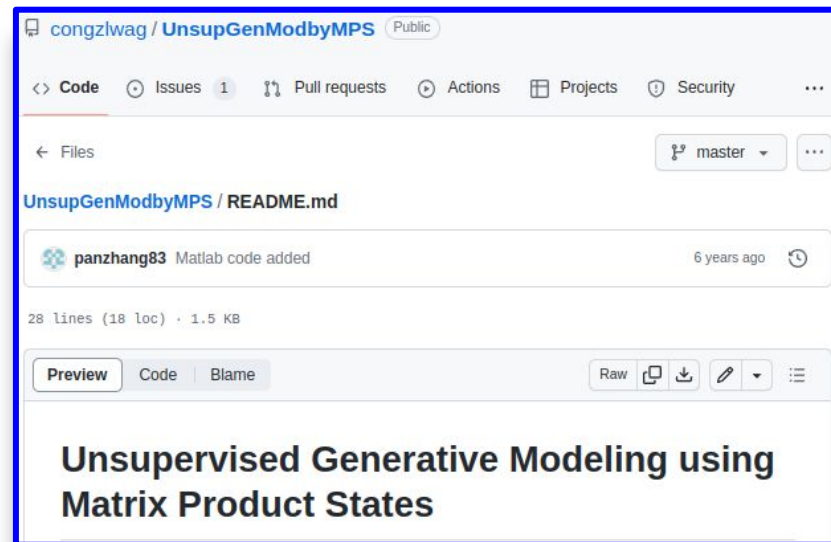 congzlwag / UnsupGenModbyMPS Public
<> Code Issues 1 Pull requests Actions Projects Security ...
← Files master ...
UnsupGenModbyMPS / README.md
panzhang83 Matlab code added 6 years ago
28 lines (18 loc) · 1.5 KB
Preview Code Blame Raw
Unsupervised Generative Modeling using
Matrix Product States